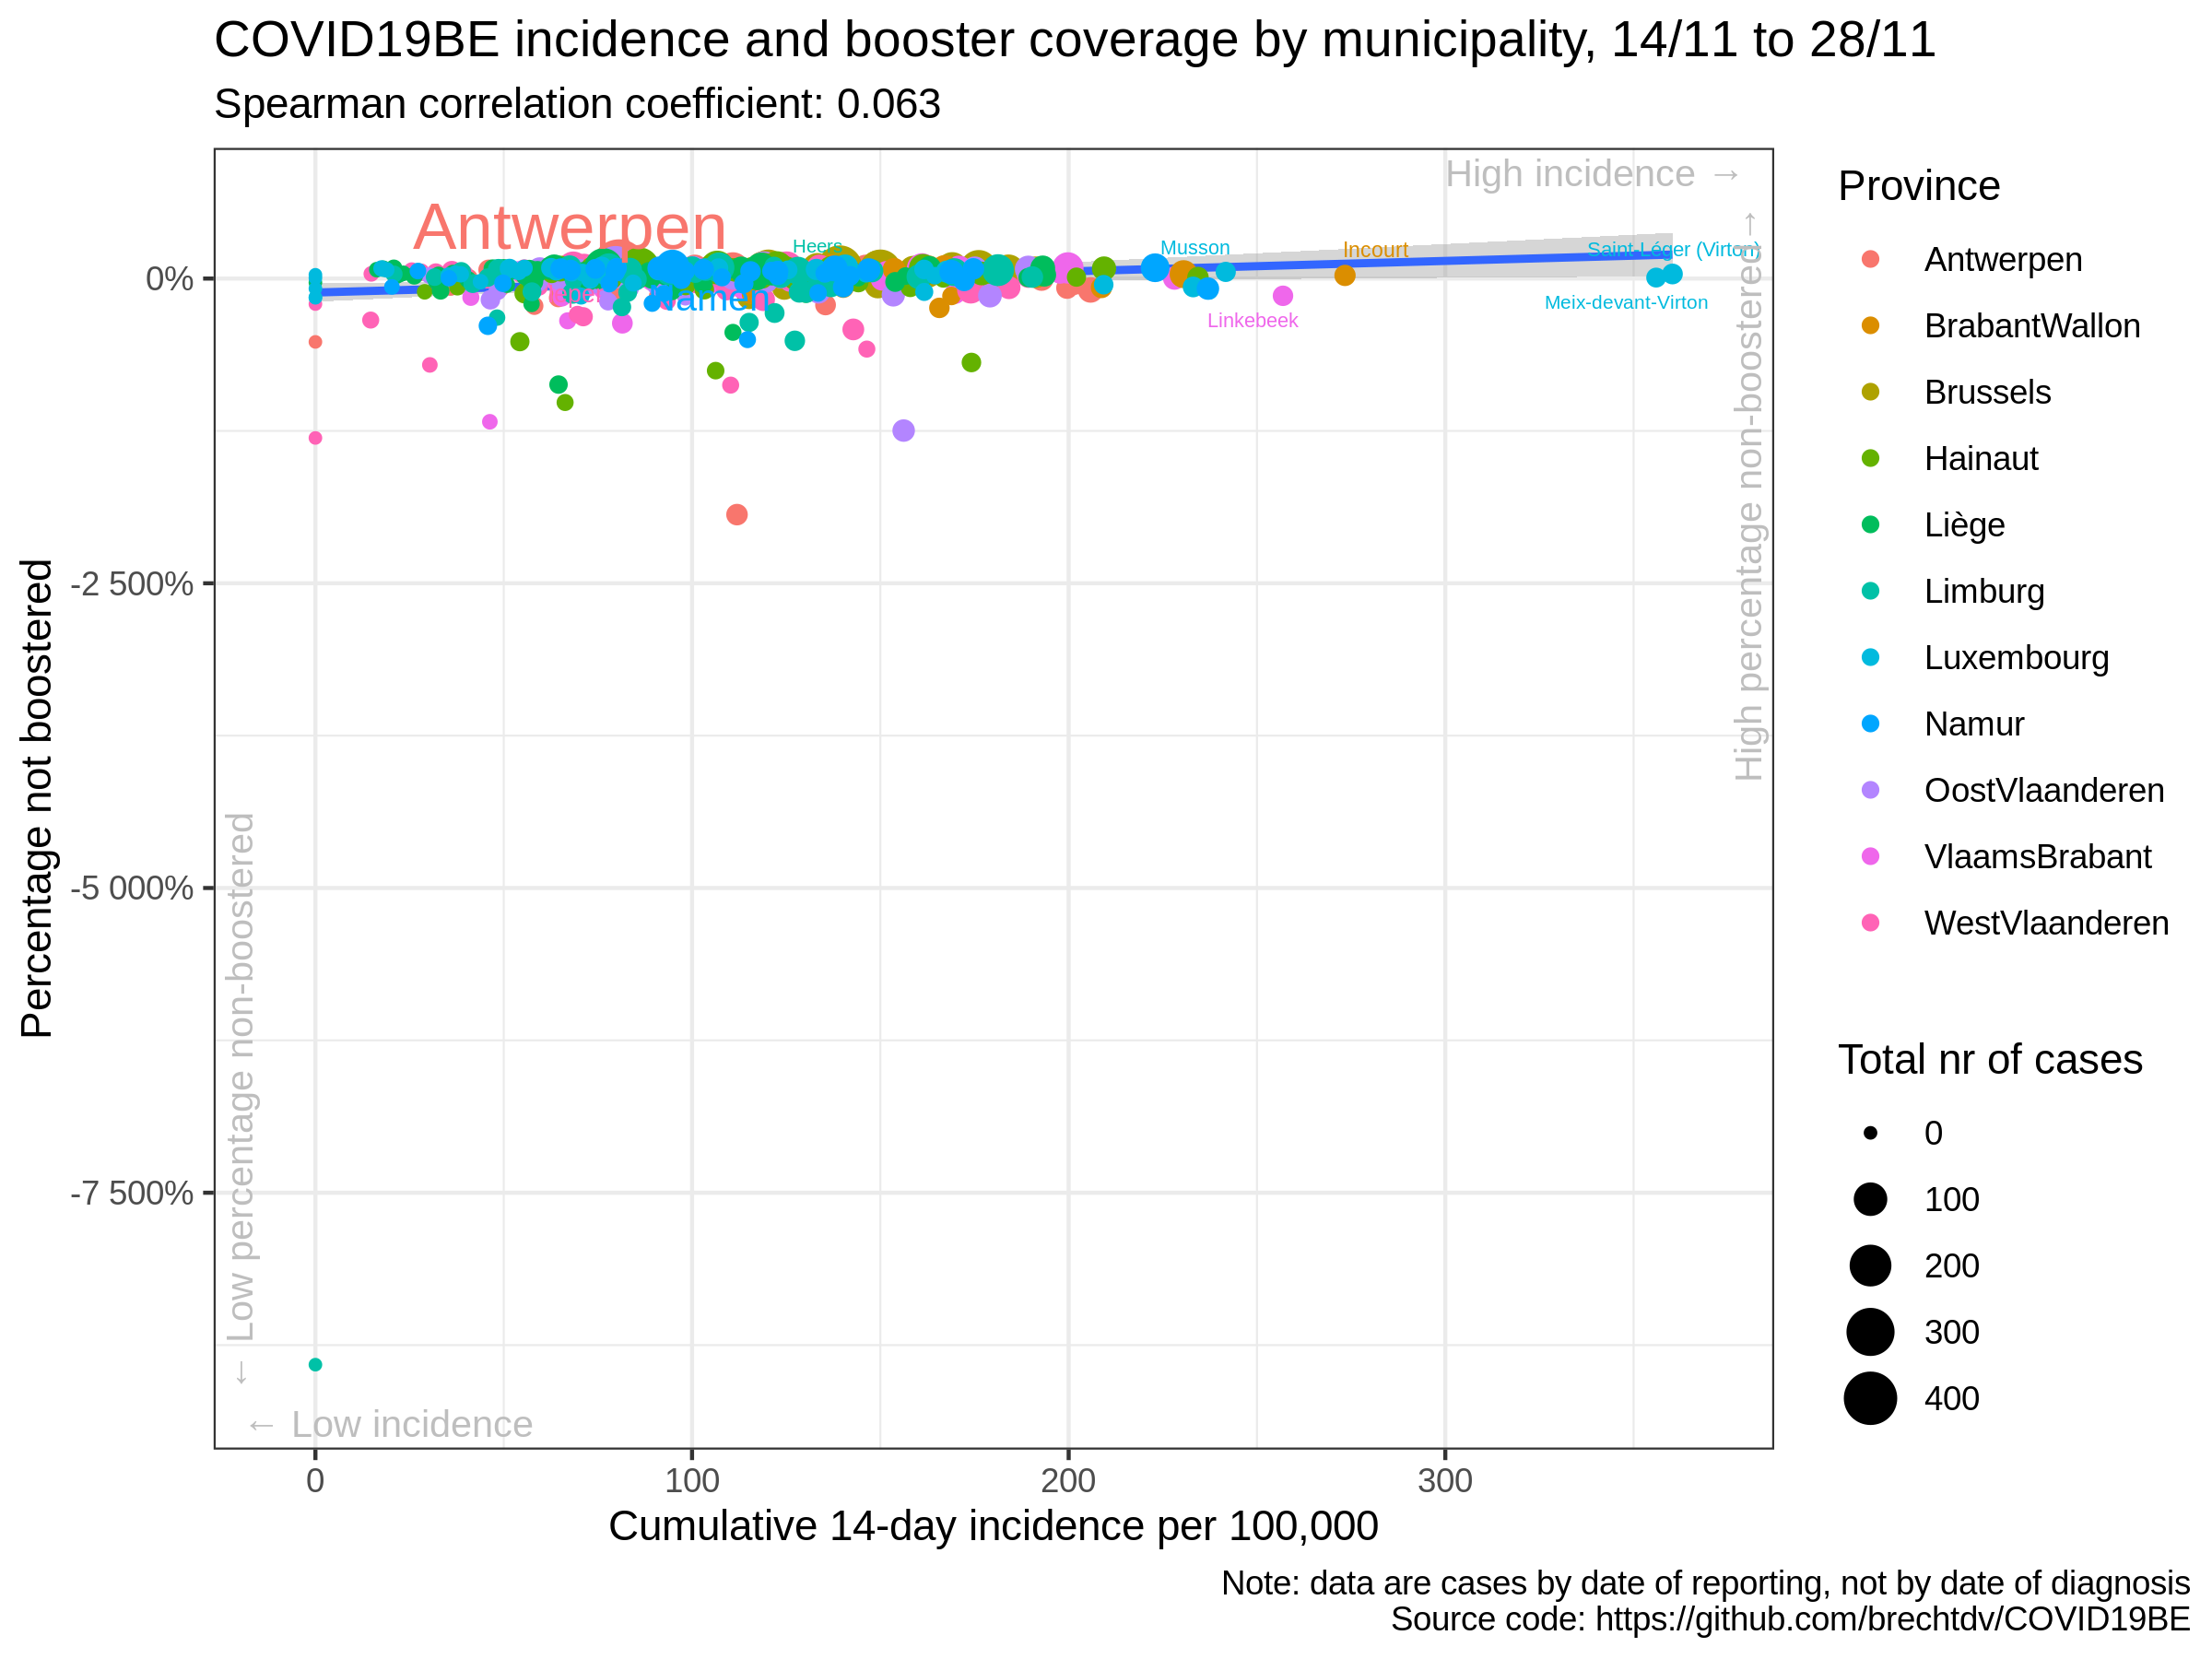 COVID19BE incidence and booster coverage by municipality, 14/11 to 28/11
Spearman correlation coefficient: 0.063
Percentage not boostered
0%
-2 500%
-5 000%
-7 500%
High incidence →
High percentage non-boostered →
← Low percentage non-boostered
← Low incidence
Antwerpen
Heers
Musson
Incourt
Saint-Léger (Virton)
Meix-devant-Virton
Linkebeek
0
100
200
300
Cumulative 14-day incidence per 100,000
Province
Antwerpen
BrabantWallon
Brussels
Hainaut
Liège
Limburg
Luxembourg
Namur
OostVlaanderen
VlaamsBrabant
WestVlaanderen
Total nr of cases
0
100
200
300
400
Note: data are cases by date of reporting, not by date of diagnosis
Source code: https://github.com/brechtdv/COVID19BE